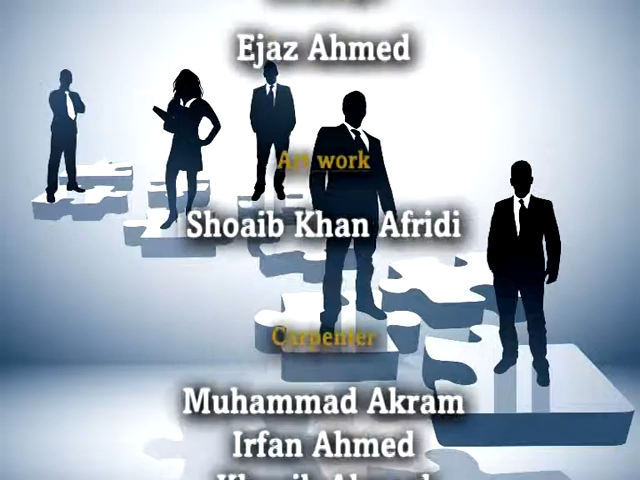 Ejaz Ahmed
Art work
Shoaib Khan Afridi
Carpenter
Muhammad Akram
Irfan Ahmed